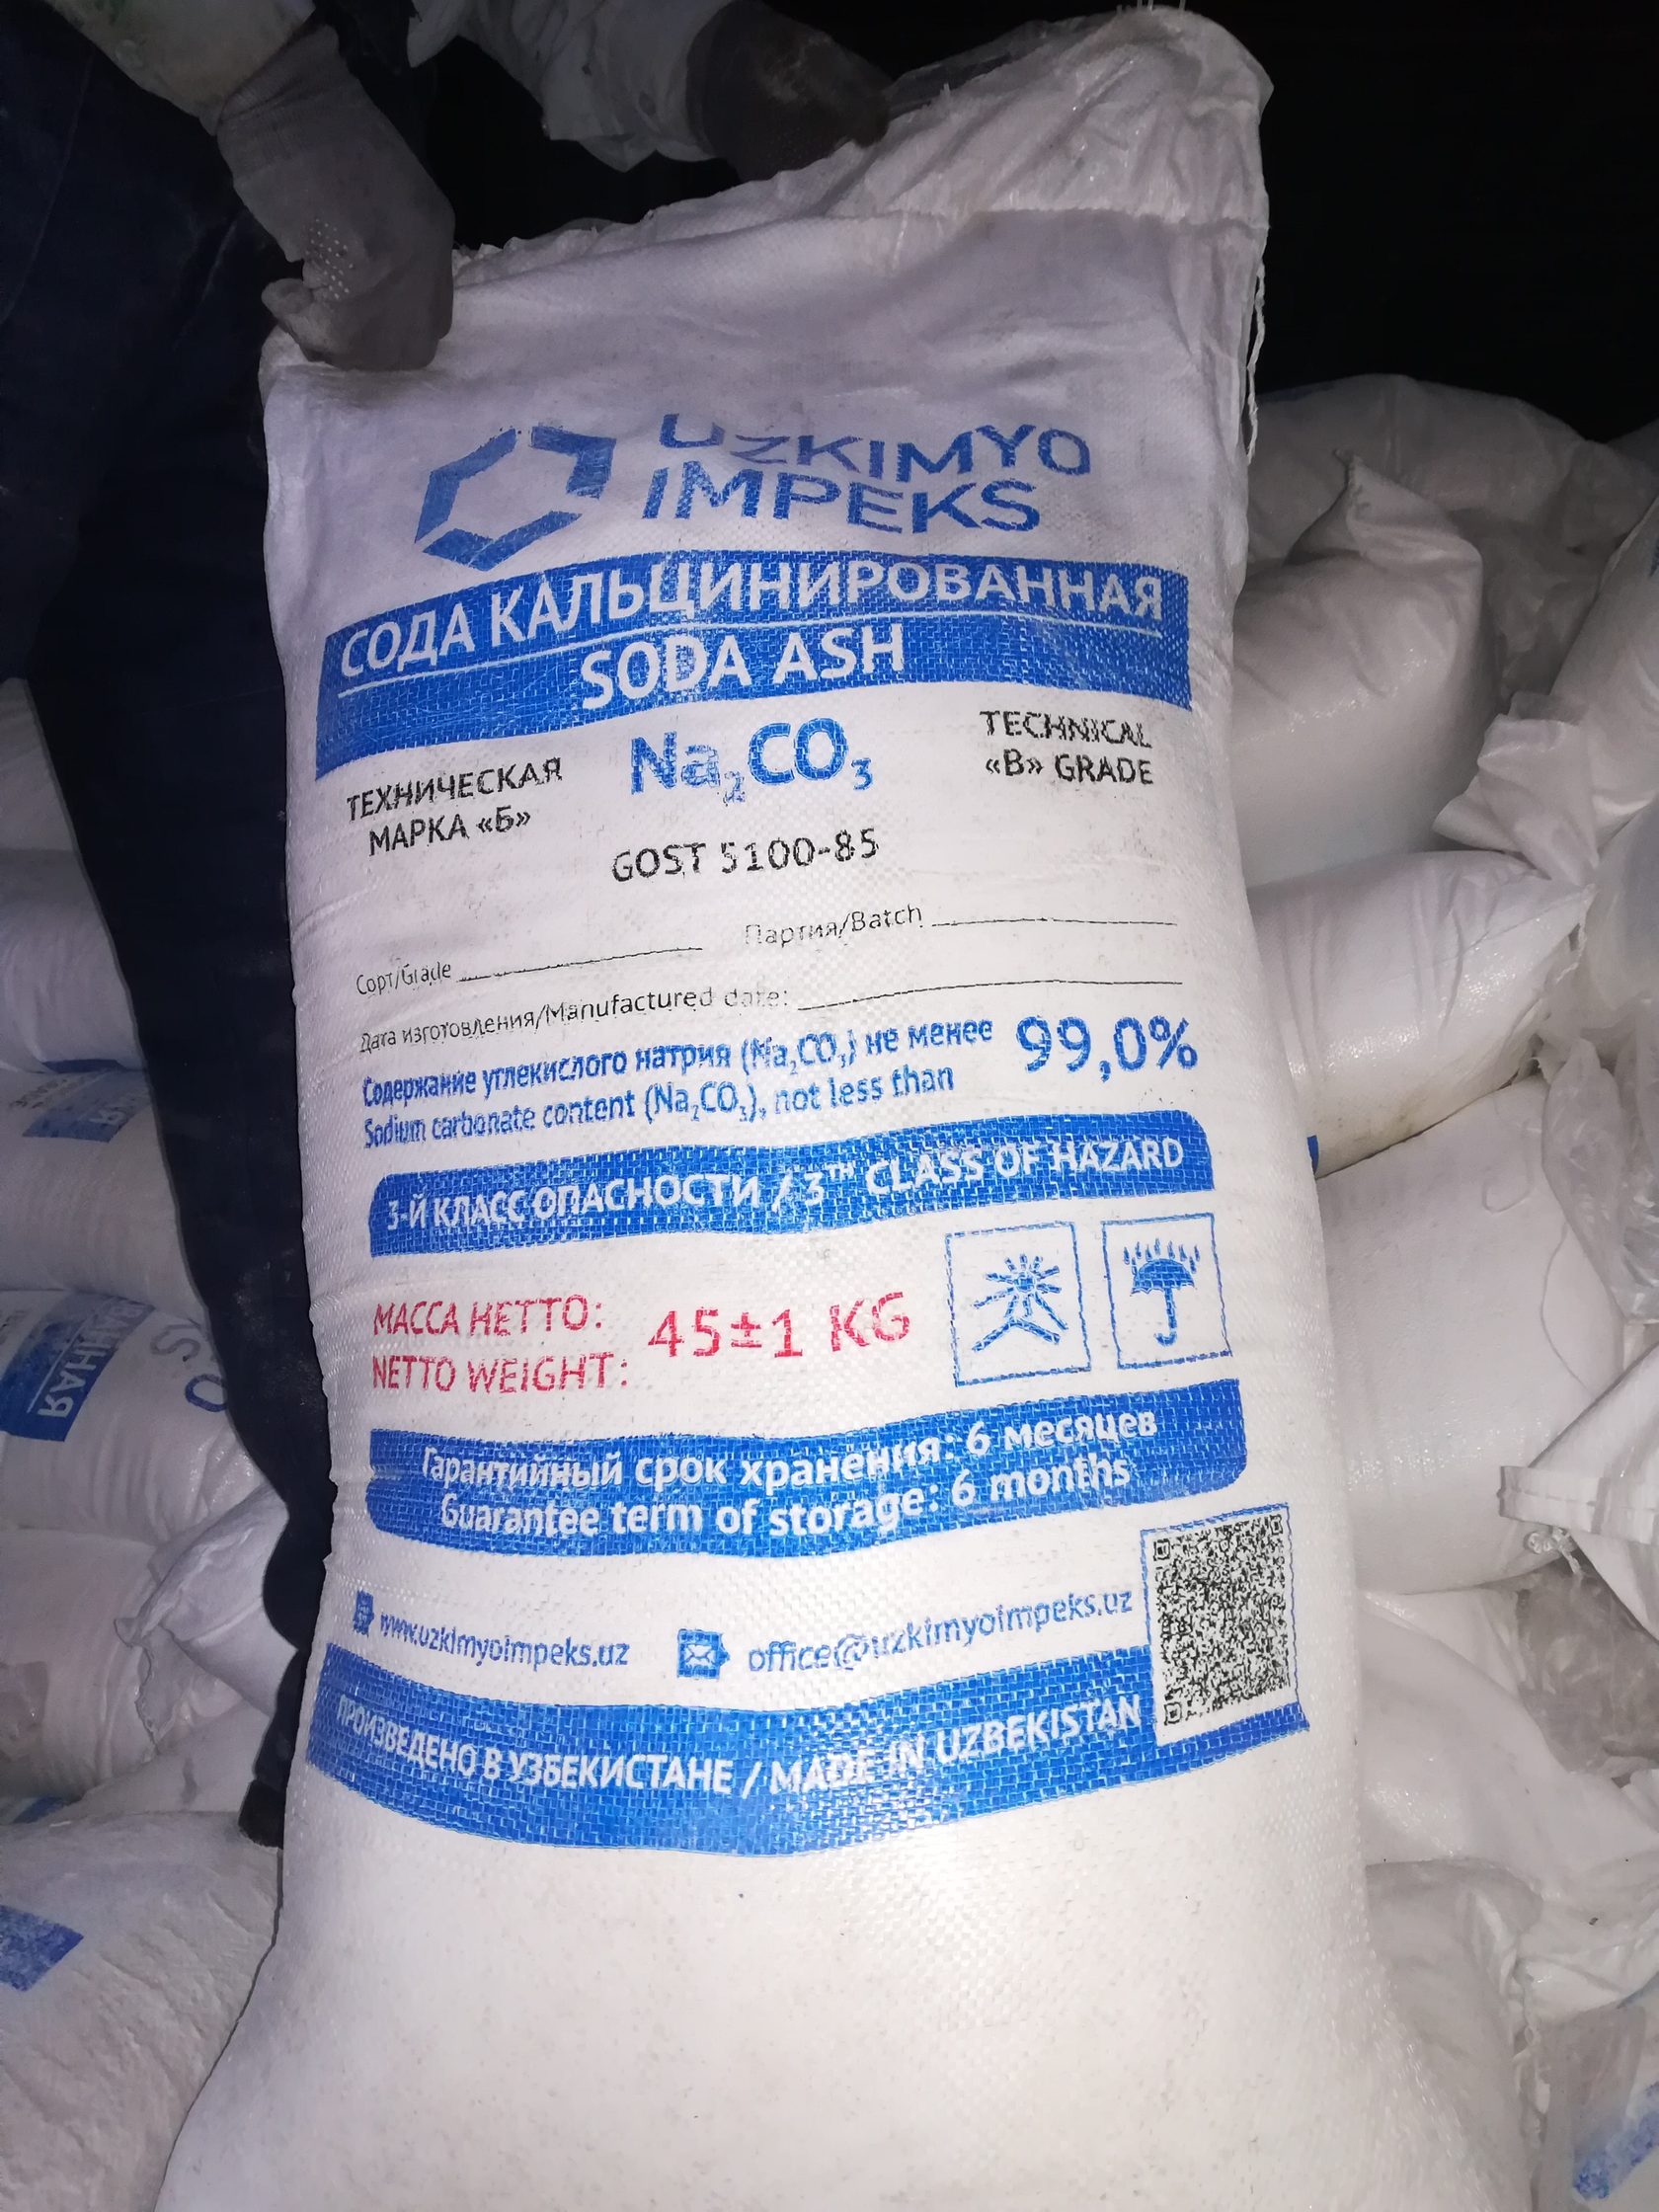 UZKIMYO
IMPEKS
СОДА КАЛЬЦИНИРОВАННАЯ
SODA ASH
ТЕХНИЧЕСКАЯ
МАРКА «Б»
Na₂CO₃
TECHNICAL
«B» GRADE
GOST 5100-85
Сорт/Grade
Партия/Batch
Дата изготовления/Manufactured date:
Содержание углекислого натрия (Na₂CO₃) не менее
Sodium carbonate content (Na₂CO₃), not less than
99,0%
3-Й КЛАСС ОПАСНОСТИ / 3TH CLASS OF HAZARD
МАССА НЕТТО:
NETTO WEIGHT:
45±1 KG
Гарантийный срок хранения: 6 месяцев
Guarantee term of storage: 6 months
www.uzkimyoimpeks.uz
office@uzkimyoimpeks.uz
ПРОИЗВЕДЕНО В УЗБЕКИСТАНЕ / MADE IN UZBEKISTAN